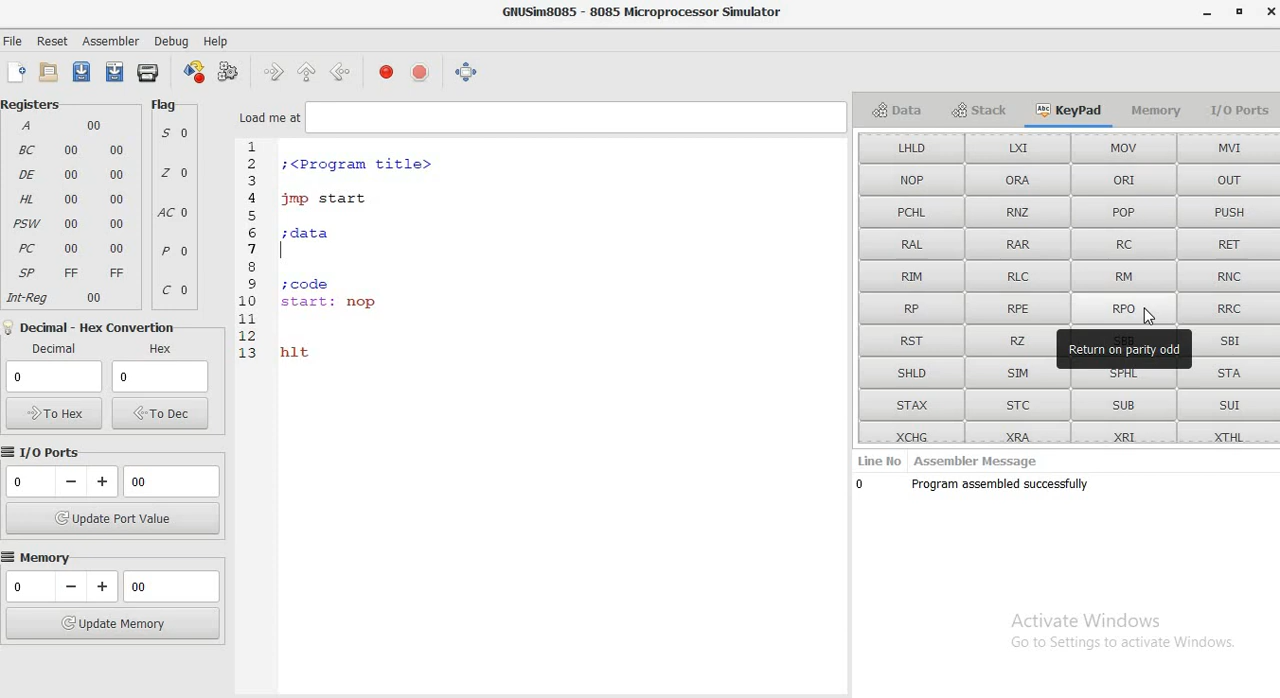 GNUSim8085 - 8085 Microprocessor Simulator
File Reset Assembler Debug Help
Registers
A 00
BC 00 00
DE 00 00
HL 00 00
PSW 00 00
PC 00 00
SP FF FF
Int-Reg 00
Flag
S 0
Z 0
AC 0
P 0
C 0
Decimal - Hex Convertion
Decimal Hex
0 0
To Hex To Dec
I/O Ports
0 − + 00
Update Port Value
Memory
0 − + 00
Update Memory
Load me at
1
2 ;<Program title>
3
4 jmp start
5
6 ;data
7
8
9 ;code
10 start: nop
11
12
13 hlt
Data Stack Abc KeyPad Memory I/O Ports
LHLD LXI MOV MVI
NOP ORA ORI OUT
PCHL RNZ POP PUSH
RAL RAR RC RET
RIM RLC RM RNC
RP RPE RPO RRC
RST RZ SBB SBI
Return on parity odd
SHLD SIM SPHL STA
STAX STC SUB SUI
XCHG XRA XRI XTHL
Line No Assembler Message
0 Program assembled successfully
Activate Windows
Go to Settings to activate Windows.